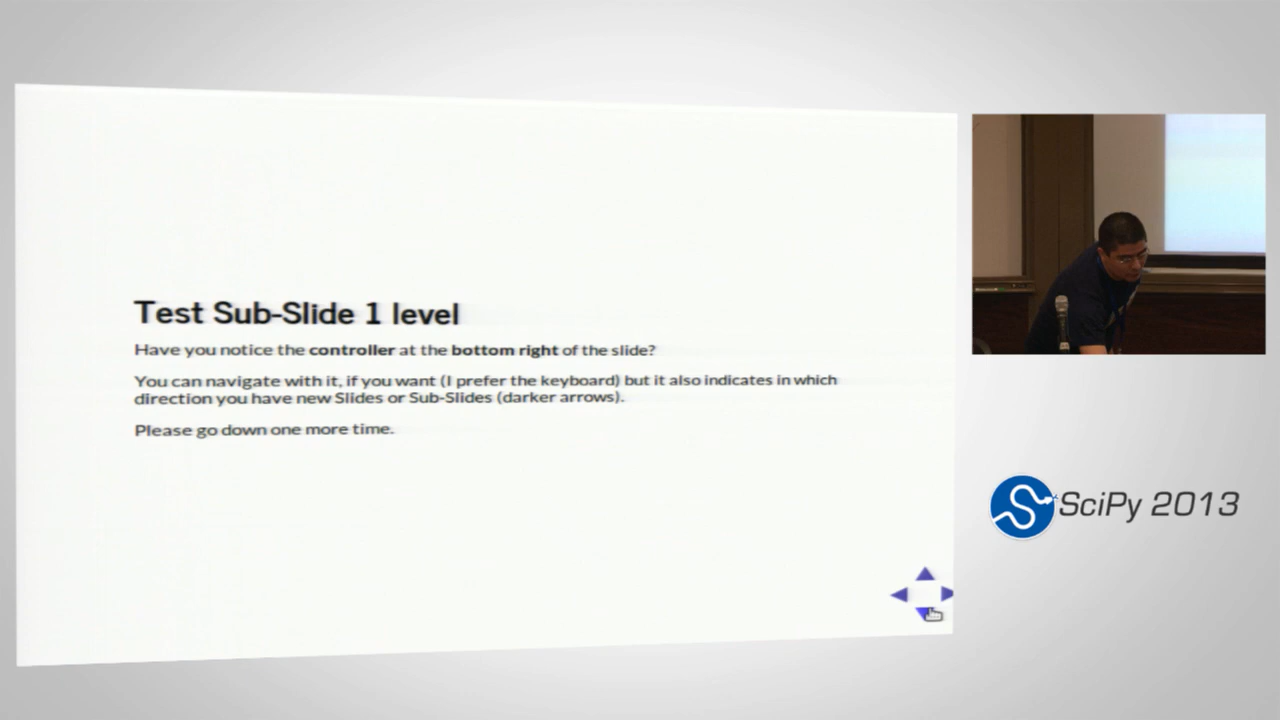 Test Sub-Slide 1 level
Have you notice the controller at the bottom right of the slide?
You can navigate with it, if you want (I prefer the keyboard) but it also indicates in which
direction you have new Slides or Sub-Slides (darker arrows).
Please go down one more time.
SciPy 2013